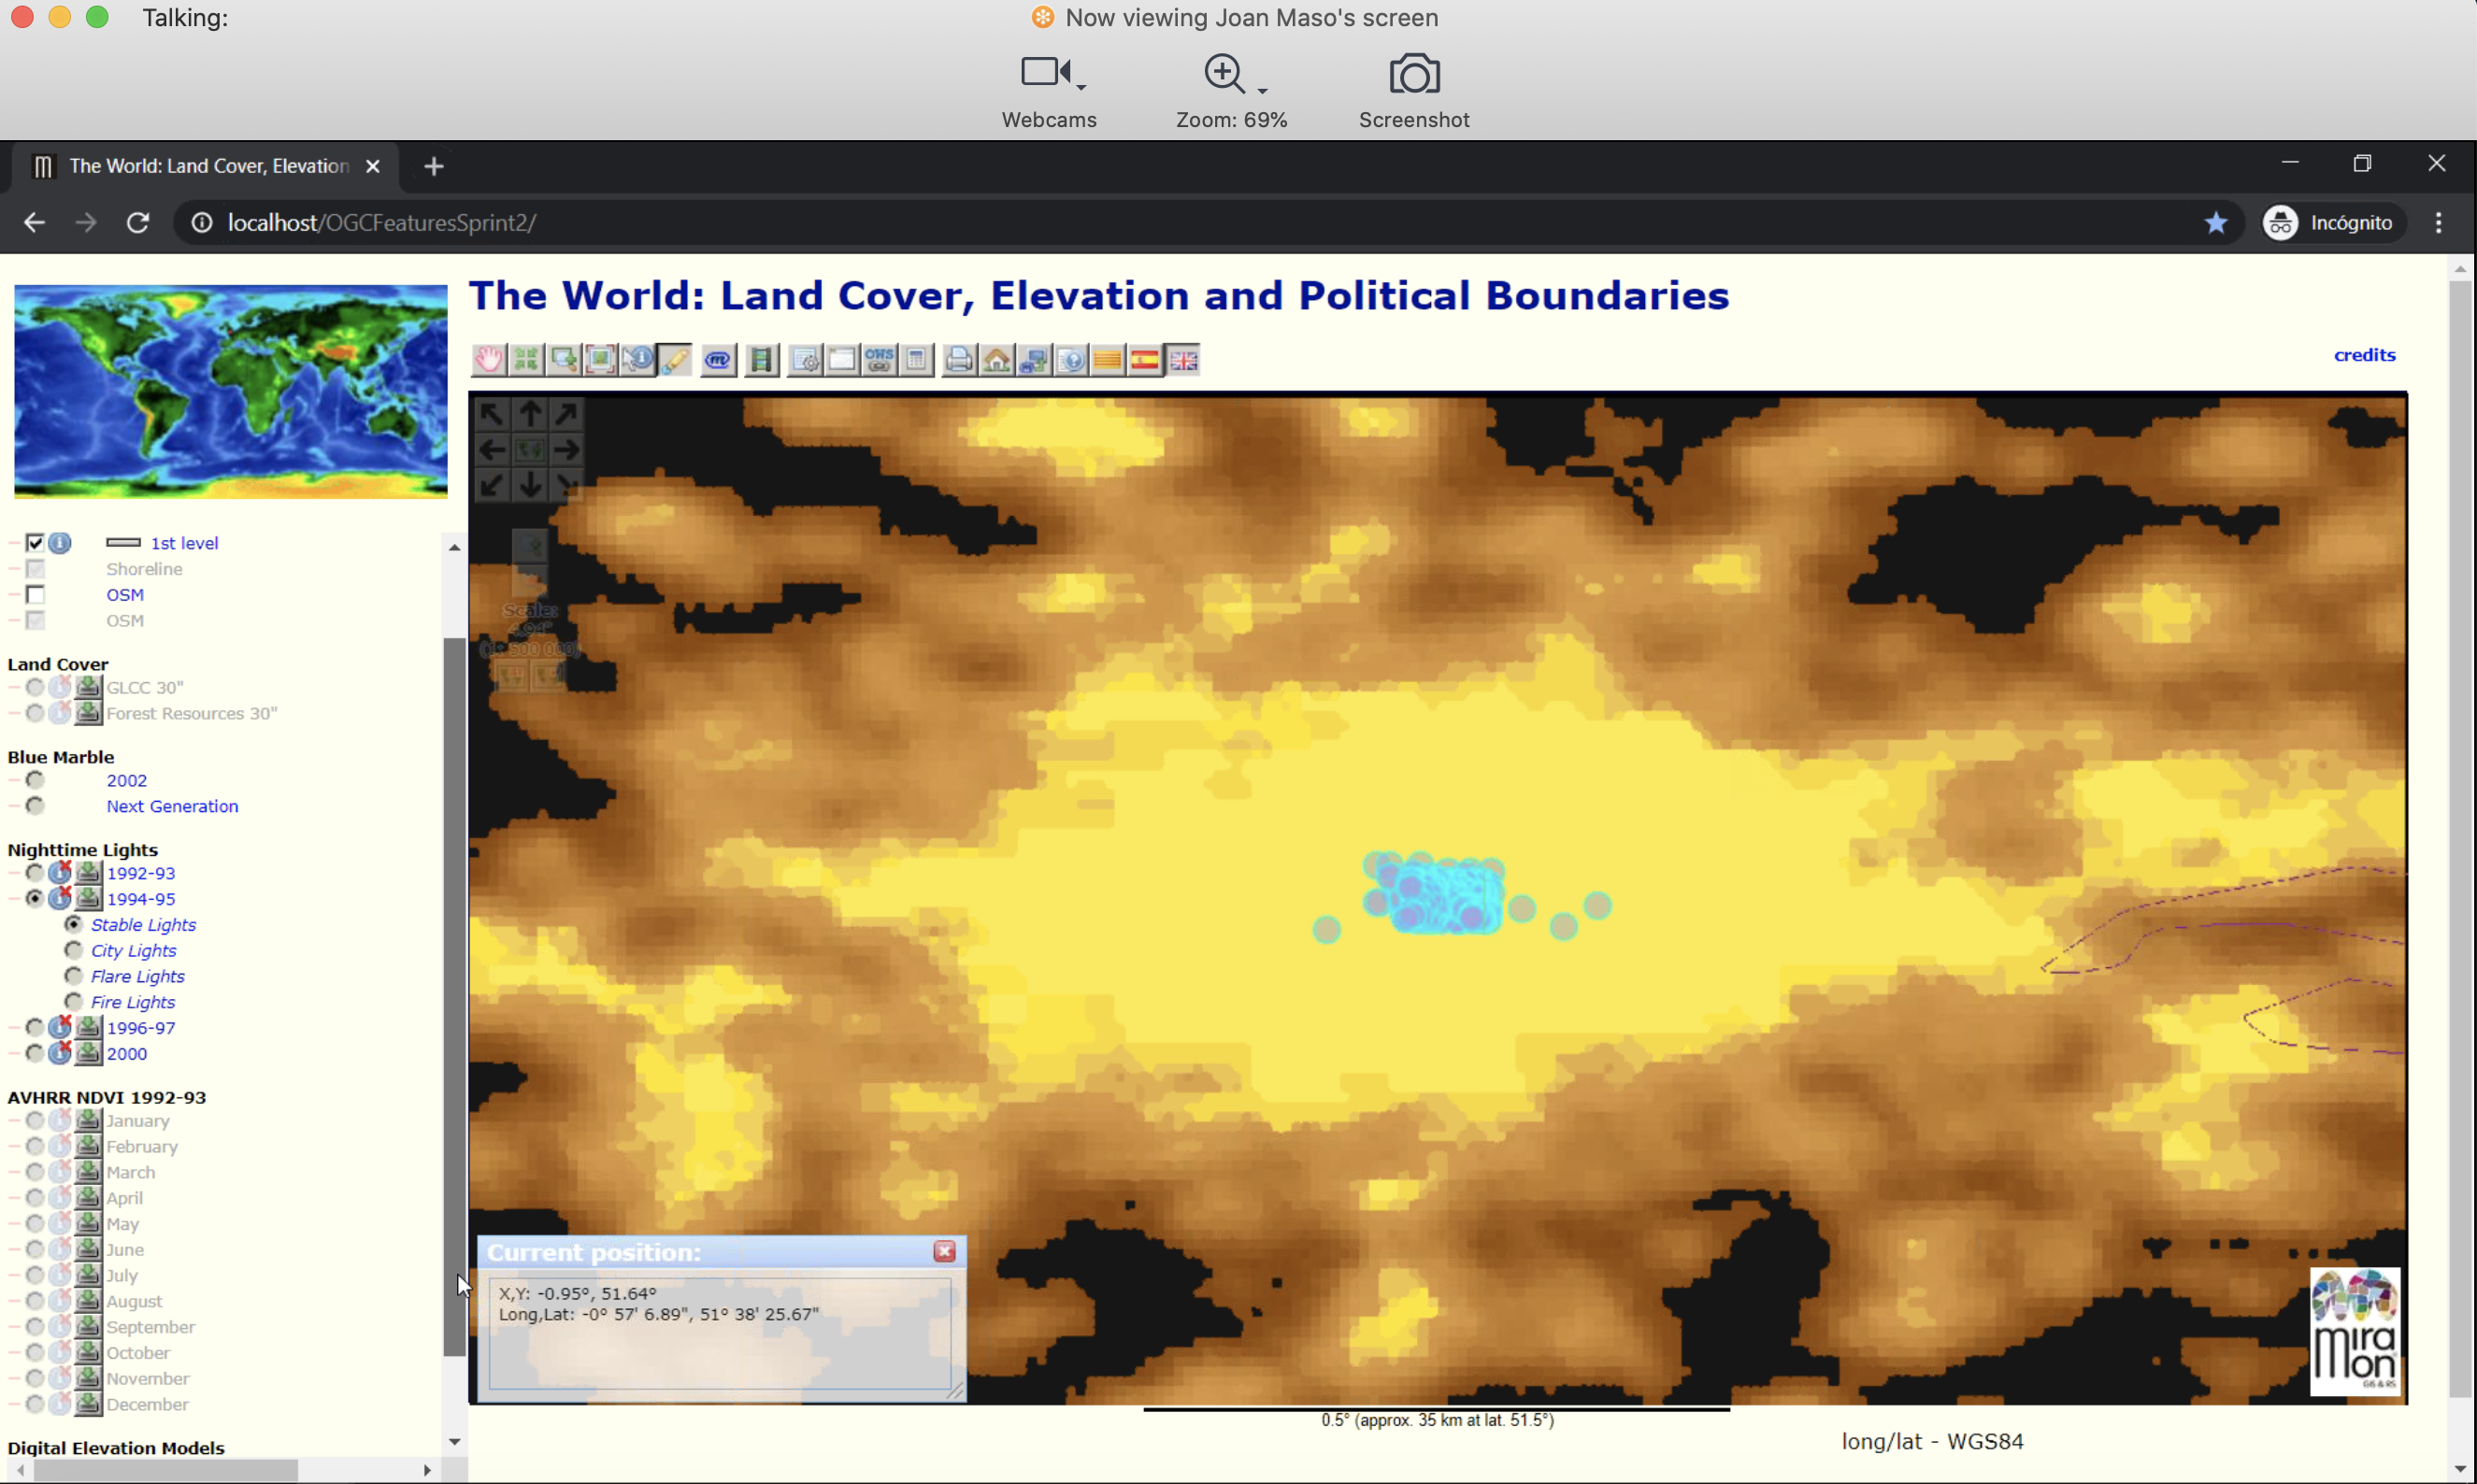 Talking:
Now viewing Joan Maso's screen
Webcams
Zoom: 69%
Screenshot
The World: Land Cover, Elevation
localhost/OGCFeaturesSprint2/
Incógnito
The World: Land Cover, Elevation and Political Boundaries
OWS
credits
1st level
Shoreline
OSM
OSM
Land Cover
GLCC 30"
Forest Resources 30"
Blue Marble
2002
Next Generation
Nighttime Lights
1992-93
1994-95
Stable Lights
City Lights
Flare Lights
Fire Lights
1996-97
2000
AVHRR NDVI 1992-93
January
February
March
April
May
June
July
August
September
October
November
December
Digital Elevation Models
Scale:
Current position:
X,Y: -0.95°, 51.64°
Long,Lat: -0° 57' 6.89", 51° 38' 25.67"
mira
mon
GIS & RS
0.5° (approx. 35 km at lat. 51.5°)
long/lat - WGS84